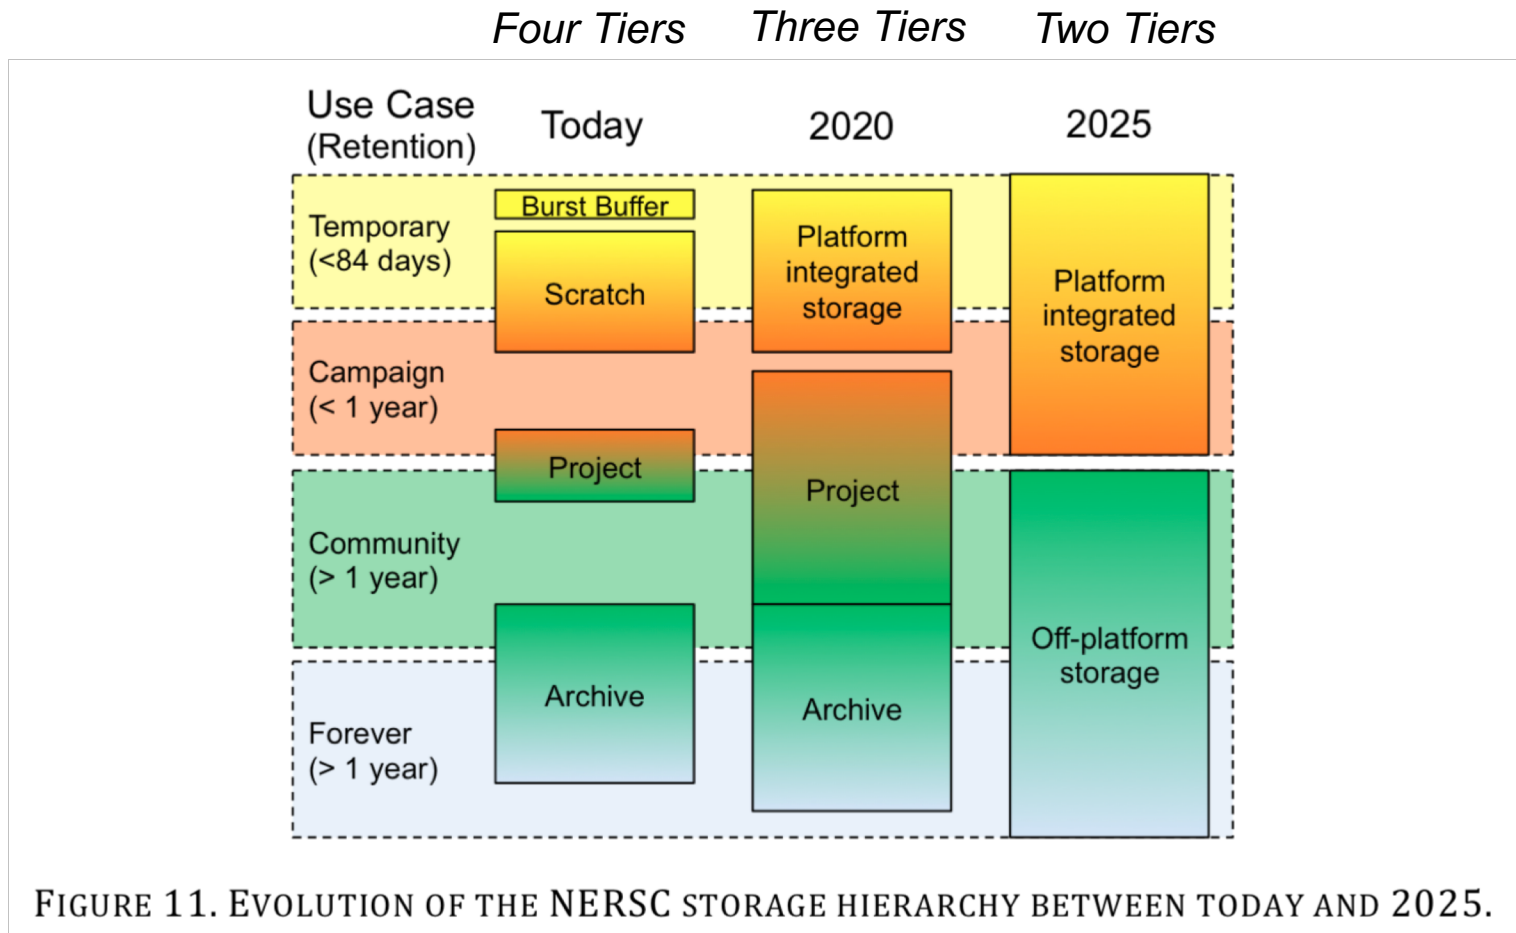 Four Tiers
Three Tiers
Two Tiers
Use Case
(Retention)
Today
2020
2025
Temporary
(<84 days)
Burst Buffer
Scratch
Platform
integrated
storage
Platform
integrated
storage
Campaign
(< 1 year)
Project
Project
Community
(> 1 year)
Archive
Archive
Off-platform
storage
Forever
(> 1 year)
FIGURE 11. EVOLUTION OF THE NERSC STORAGE HIERARCHY BETWEEN TODAY AND 2025.